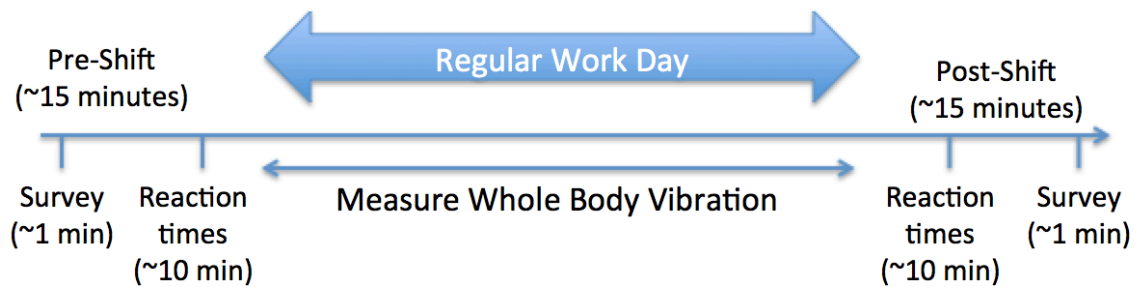 Pre-Shift
(~15 minutes)
Regular Work Day
Post-Shift
(~15 minutes)
Survey
(~1 min)
Reaction
times
(~10 min)
Measure Whole Body Vibration
Reaction
times
(~10 min)
Survey
(~1 min)